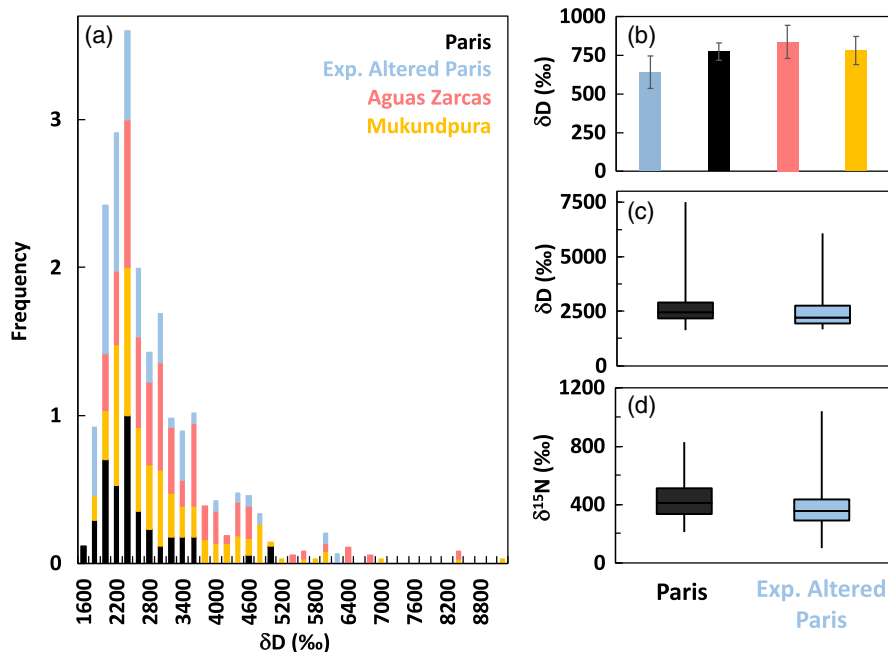 (a)
Paris
Exp. Altered Paris
Aguas Zarcas
Mukundpura
3
2
1
0
Frequency
1600 2200 2800 3400 4000 4600 5200 5800 6400 7000 8200 8800
δD (‰)
(b)
1000
750
500
250
0
δD (‰)
(c)
7500
5000
2500
0
δD (‰)
(d)
1200
800
400
0
δ¹⁵N (‰)
Paris
Exp. Altered
Paris